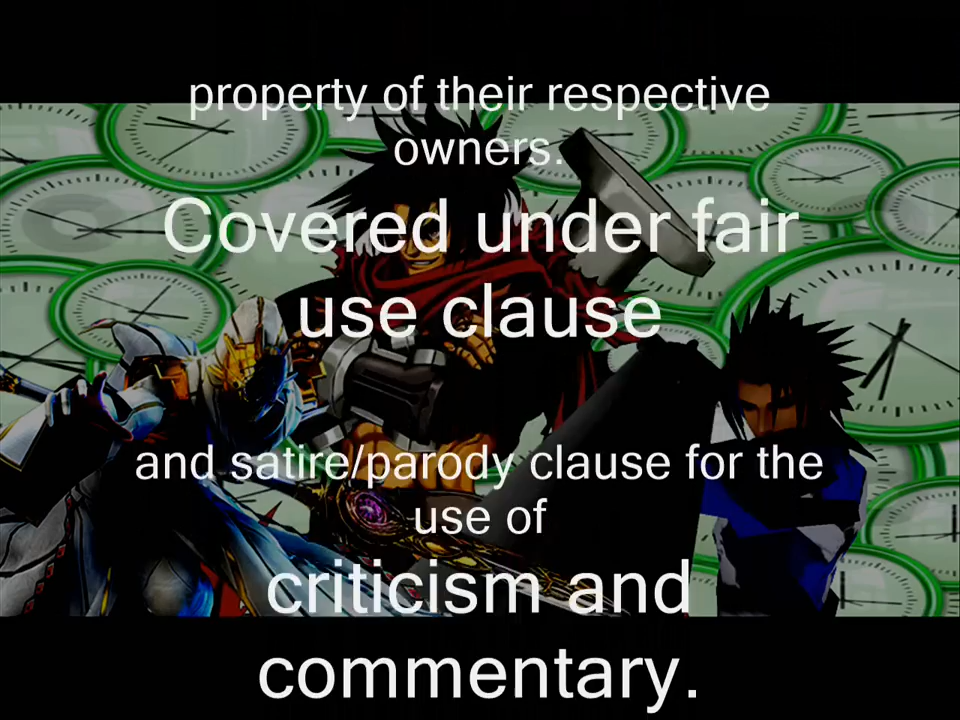 property of their respective
owners.
Covered under fair
use clause
and satire/parody clause for the
use of
criticism and
commentary.